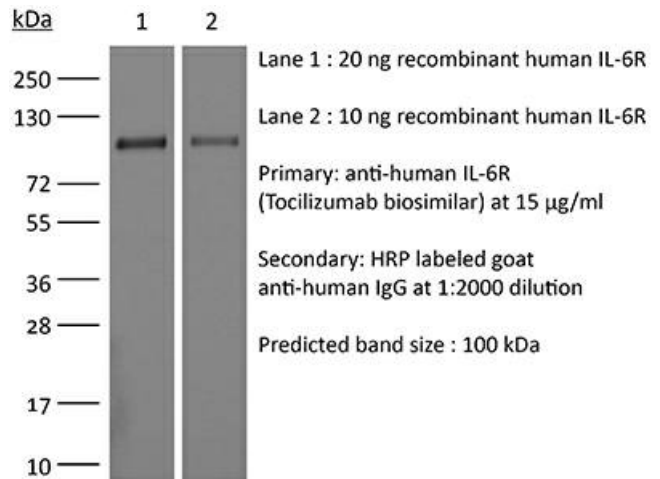 kDa
1 2
250
130
72
55
36
28
17
10
Lane 1 : 20 ng recombinant human IL-6R
Lane 2 : 10 ng recombinant human IL-6R
Primary: anti-human IL-6R
(Tocilizumab biosimilar) at 15 µg/ml
Secondary: HRP labeled goat
anti-human IgG at 1:2000 dilution
Predicted band size : 100 kDa